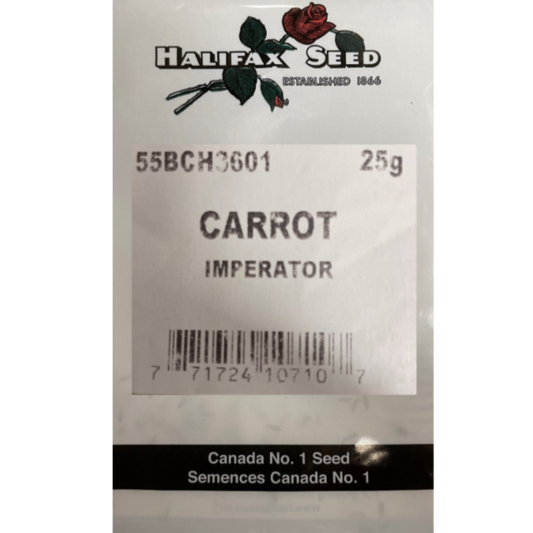 HALIFAX SEED
ESTABLISHED 1866
55BCH3601 25g
CARROT
IMPERATOR
7 71724 10710 7
Canada No. 1 Seed
Semences Canada No. 1